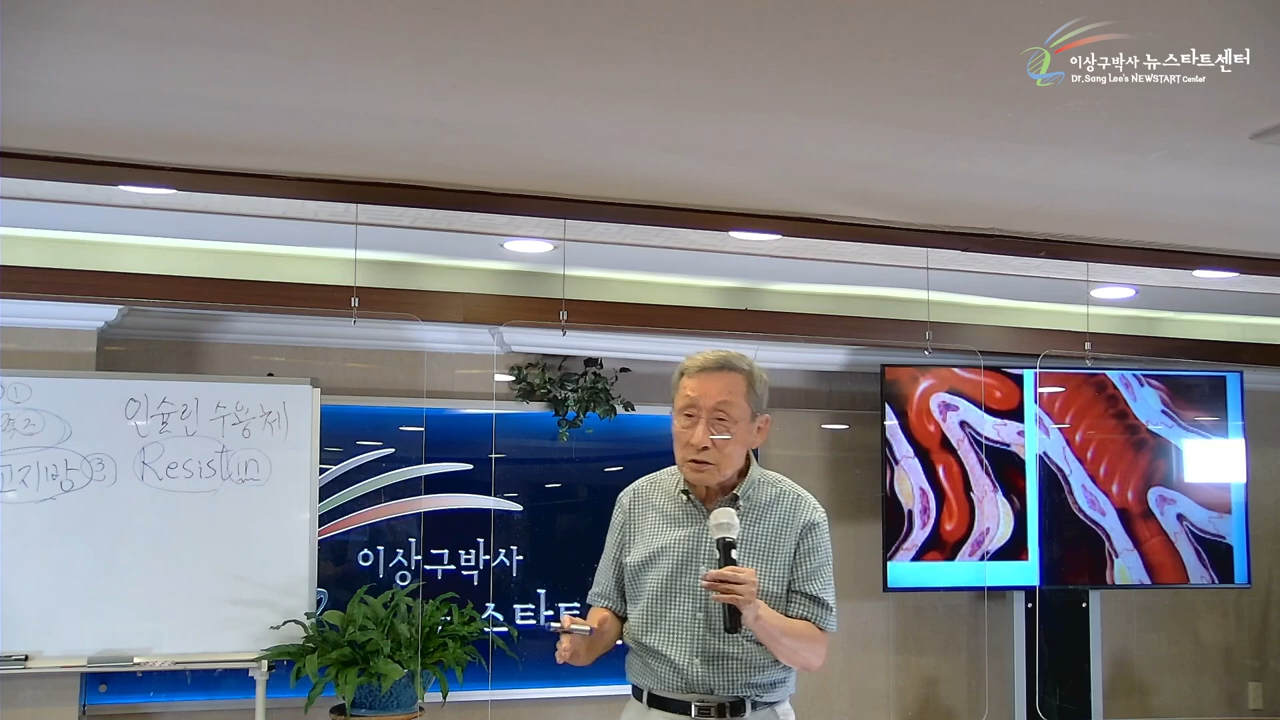 이상구박사 뉴스타트센터
Dr. Sang Lee's NEWSTART Center
①
인슐린 수용체
고지방 ③
Resistin
이상구박사
스타트